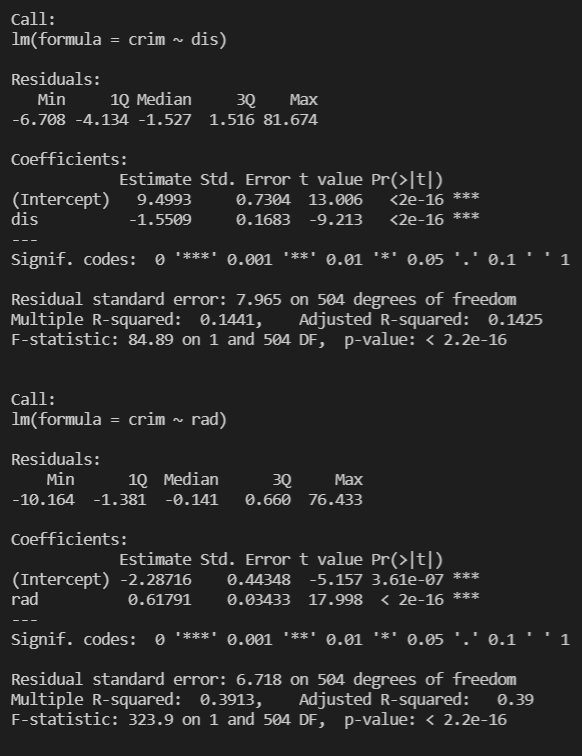 Call:
lm(formula = crim ~ dis)

Residuals:
   Min     1Q Median     3Q    Max
-6.708 -4.134 -1.527  1.516 81.674

Coefficients:
            Estimate Std. Error t value Pr(>|t|)
(Intercept)   9.4993     0.7304  13.006   <2e-16 ***
dis          -1.5509     0.1683  -9.213   <2e-16 ***
---
Signif. codes:  0 '***' 0.001 '**' 0.01 '*' 0.05 '.' 0.1 ' ' 1

Residual standard error: 7.965 on 504 degrees of freedom
Multiple R-squared:  0.1441,    Adjusted R-squared:  0.1425
F-statistic: 84.89 on 1 and 504 DF,  p-value: < 2.2e-16


Call:
lm(formula = crim ~ rad)

Residuals:
    Min      1Q  Median      3Q     Max
-10.164  -1.381  -0.141   0.660  76.433

Coefficients:
            Estimate Std. Error t value Pr(>|t|)
(Intercept) -2.28716    0.44348  -5.157 3.61e-07 ***
rad          0.61791    0.03433  17.998  < 2e-16 ***
---
Signif. codes:  0 '***' 0.001 '**' 0.01 '*' 0.05 '.' 0.1 ' ' 1

Residual standard error: 6.718 on 504 degrees of freedom
Multiple R-squared:  0.3913,    Adjusted R-squared:   0.39
F-statistic: 323.9 on 1 and 504 DF,  p-value: < 2.2e-16